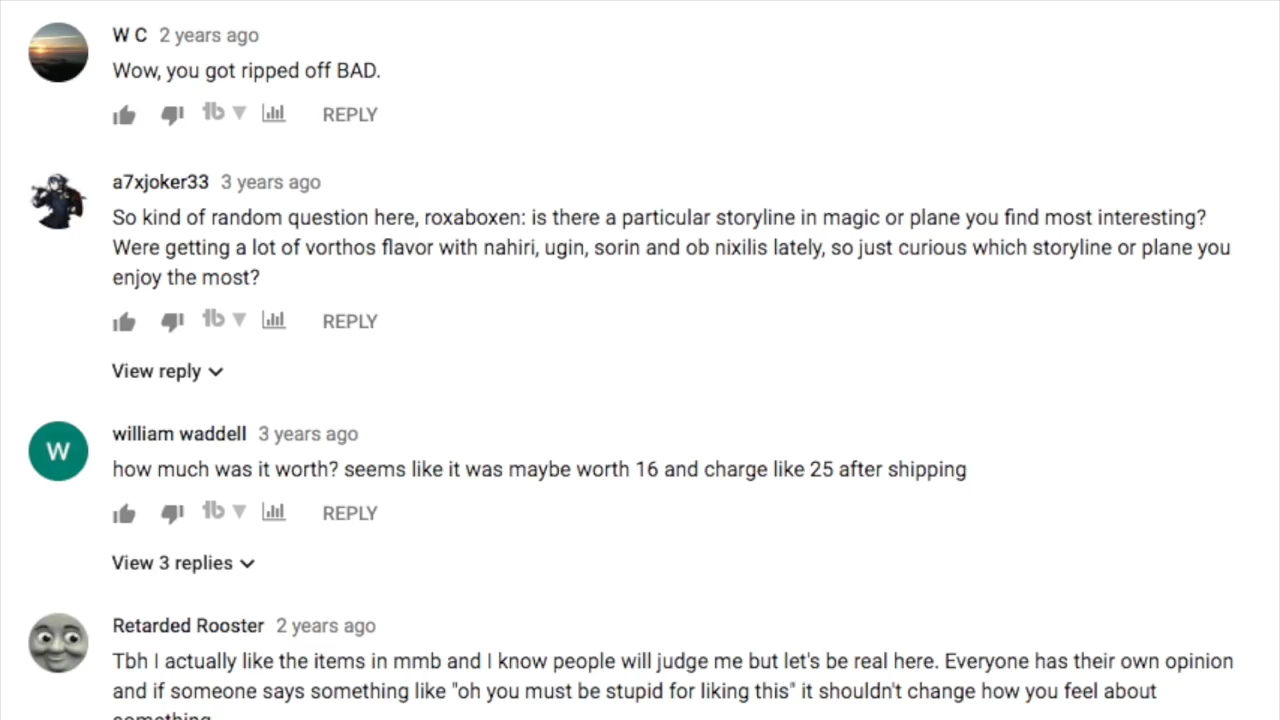 W C 2 years ago
Wow, you got ripped off BAD.
tb REPLY
a7xjoker33 3 years ago
So kind of random question here, roxaboxen: is there a particular storyline in magic or plane you find most interesting?
Were getting a lot of vorthos flavor with nahiri, ugin, sorin and ob nixilis lately, so just curious which storyline or plane you
enjoy the most?
tb REPLY
View reply
william waddell 3 years ago
W
how much was it worth? seems like it was maybe worth 16 and charge like 25 after shipping
tb REPLY
View 3 replies
Retarded Rooster 2 years ago
Tbh I actually like the items in mmb and I know people will judge me but let's be real here. Everyone has their own opinion
and if someone says something like "oh you must be stupid for liking this" it shouldn't change how you feel about
something.